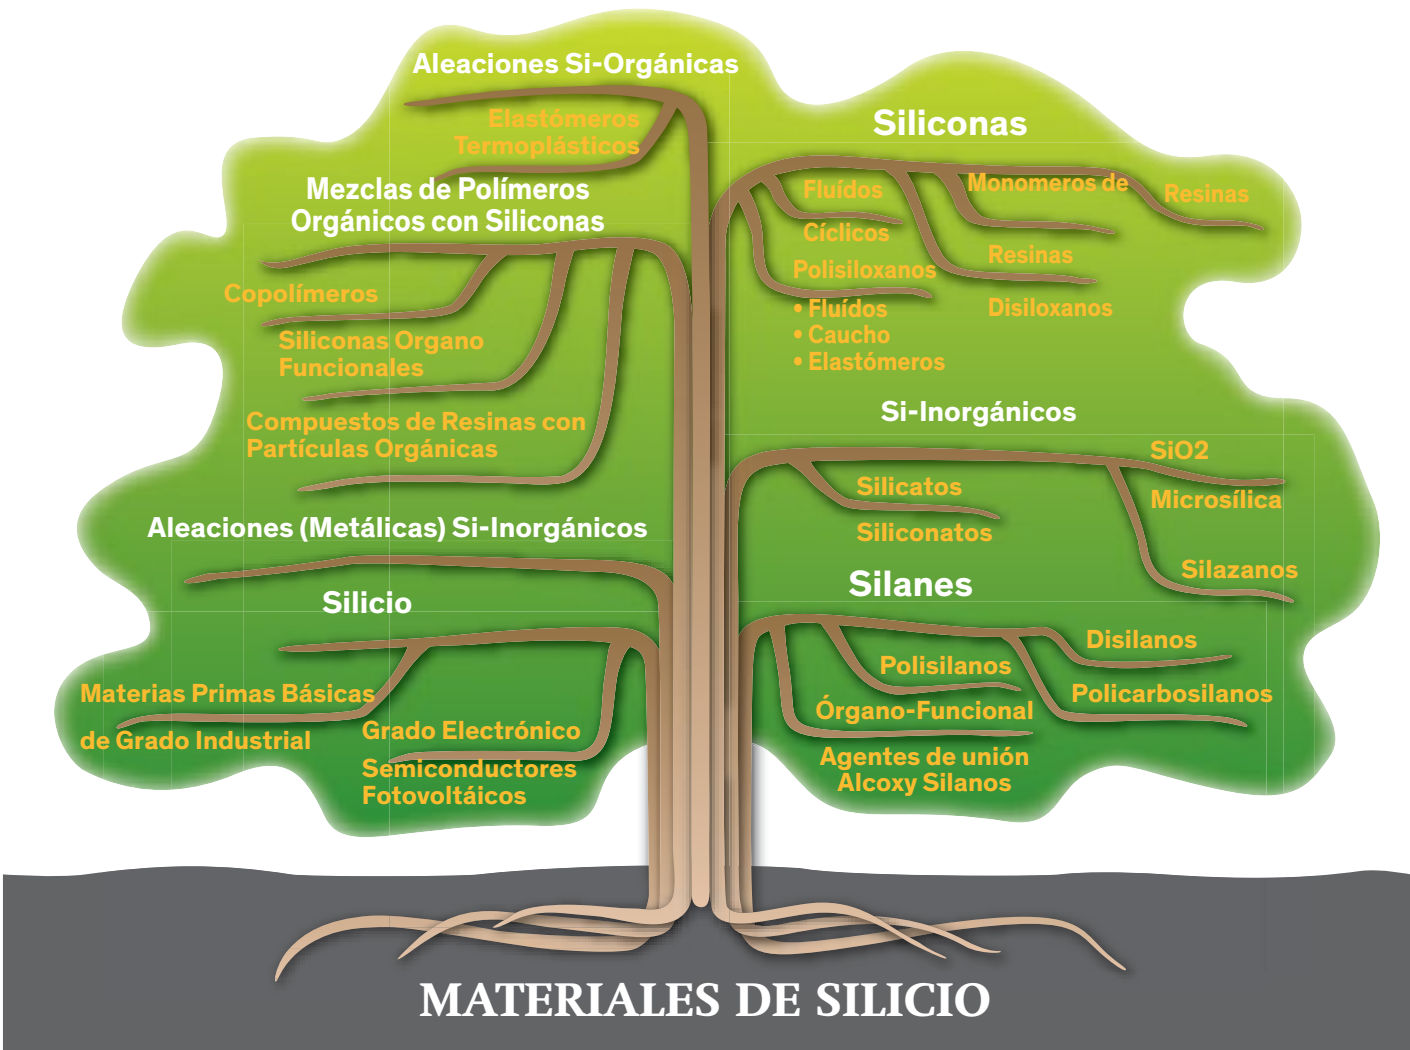 Aleaciones Si-Orgánicas
Elastómeros
Termoplásticos
Mezclas de Polímeros
Orgánicos con Siliconas
Copolímeros
Siliconas Organo
Funcionales
Compuestos de Resinas con
Partículas Orgánicas
Aleaciones (Metálicas) Si-Inorgánicos
Silicio
Materias Primas Básicas
de Grado Industrial
Grado Electrónico
Semiconductores
Fotovoltáicos
Siliconas
Fluídos
Cíclicos
Polisiloxanos
• Fluídos
• Caucho
• Elastómeros
Monomeros de
Resinas
Disiloxanos
Resinas
Si-Inorgánicos
Silicatos
Siliconatos
SiO2
Microsílica
Silazanos
Silanes
Disilanos
Polisilanos
Policarbosilanos
Órgano-Funcional
Agentes de unión
Alcoxy Silanos
MATERIALES DE SILICIO